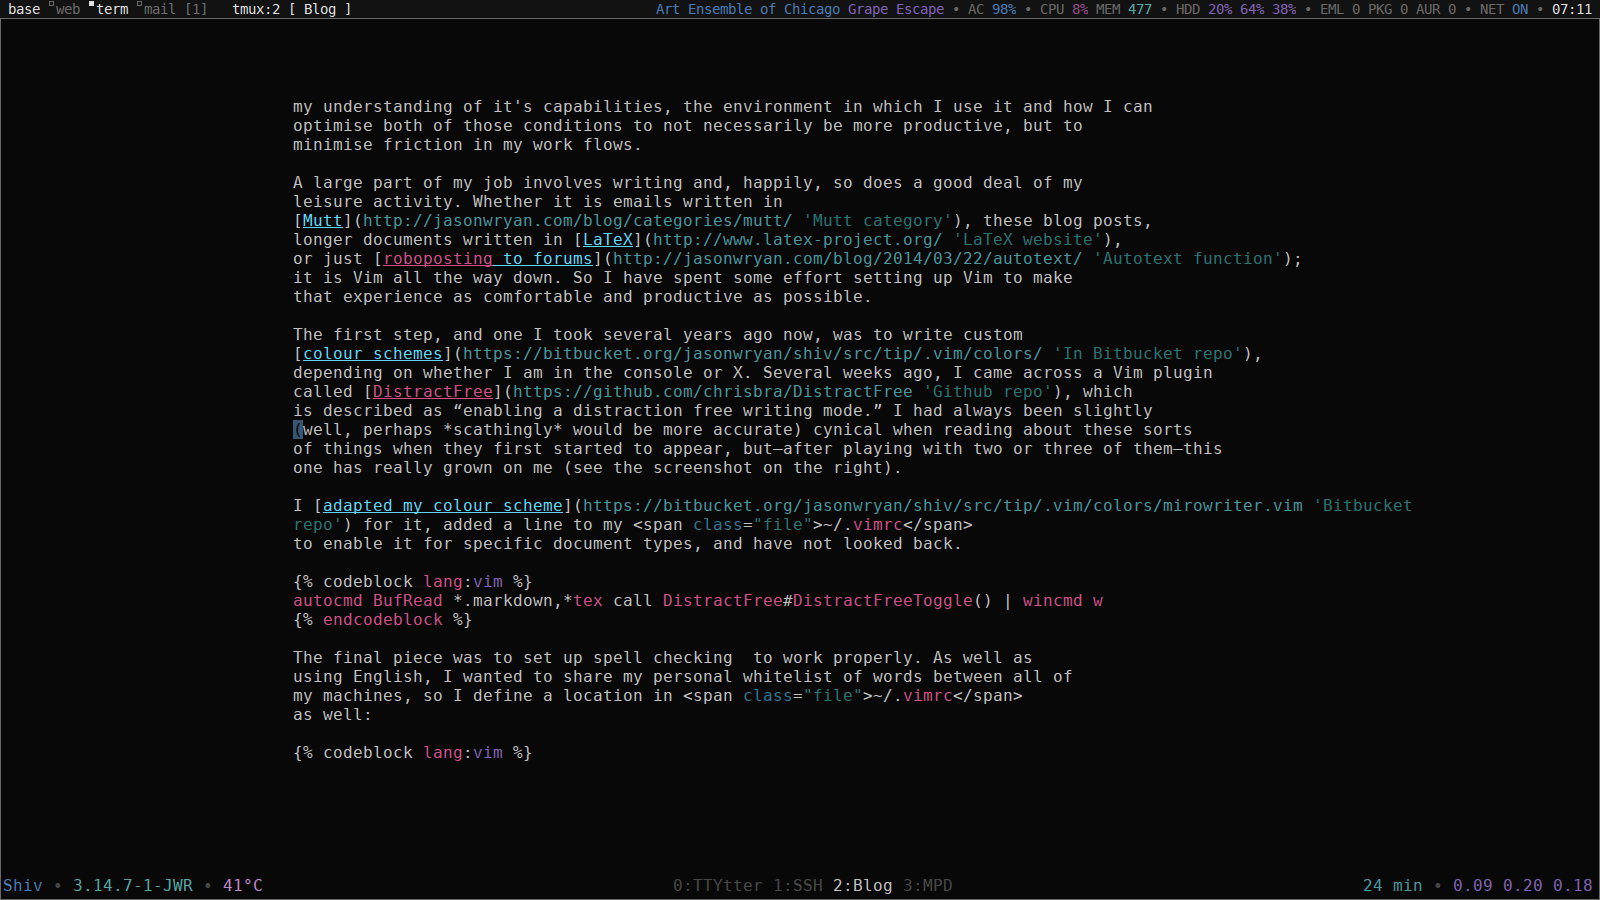 base web term mail [1] tmux:2 [ Blog ] Art Ensemble of Chicago Grape Escape • AC 98% • CPU 8% MEM 477 • HDD 20% 64% 38% • EML 0 PKG 0 AUR 0 • NET ON • 07:11
my understanding of it's capabilities, the environment in which I use it and how I can
optimise both of those conditions to not necessarily be more productive, but to
minimise friction in my work flows.
A large part of my job involves writing and, happily, so does a good deal of my
leisure activity. Whether it is emails written in
[Mutt](http://jasonwryan.com/blog/categories/mutt/ 'Mutt category'), these blog posts,
longer documents written in [LaTeX](http://www.latex-project.org/ 'LaTeX website'),
or just [roboposting to forums](http://jasonwryan.com/blog/2014/03/22/autotext/ 'Autotext function');
it is Vim all the way down. So I have spent some effort setting up Vim to make
that experience as comfortable and productive as possible.
The first step, and one I took several years ago now, was to write custom
[colour schemes](https://bitbucket.org/jasonwryan/shiv/src/tip/.vim/colors/ 'In Bitbucket repo'),
depending on whether I am in the console or X. Several weeks ago, I came across a Vim plugin
called [DistractFree](https://github.com/chrisbra/DistractFree 'Github repo'), which
is described as “enabling a distraction free writing mode.” I had always been slightly
(well, perhaps *scathingly* would be more accurate) cynical when reading about these sorts
of things when they first started to appear, but—after playing with two or three of them—this
one has really grown on me (see the screenshot on the right).
I [adapted my colour scheme](https://bitbucket.org/jasonwryan/shiv/src/tip/.vim/colors/mirowriter.vim 'Bitbucket
repo') for it, added a line to my <span class="file">~/.vimrc</span>
to enable it for specific document types, and have not looked back.
{% codeblock lang:vim %}
autocmd BufRead *.markdown,*tex call DistractFree#DistractFreeToggle() | wincmd w
{% endcodeblock %}
The final piece was to set up spell checking  to work properly. As well as
using English, I wanted to share my personal whitelist of words between all of
my machines, so I define a location in <span class="file">~/.vimrc</span>
as well:
{% codeblock lang:vim %}
Shiv • 3.14.7-1-JWR • 41°C 0:TTYtter 1:SSH 2:Blog 3:MPD 24 min • 0.09 0.20 0.18